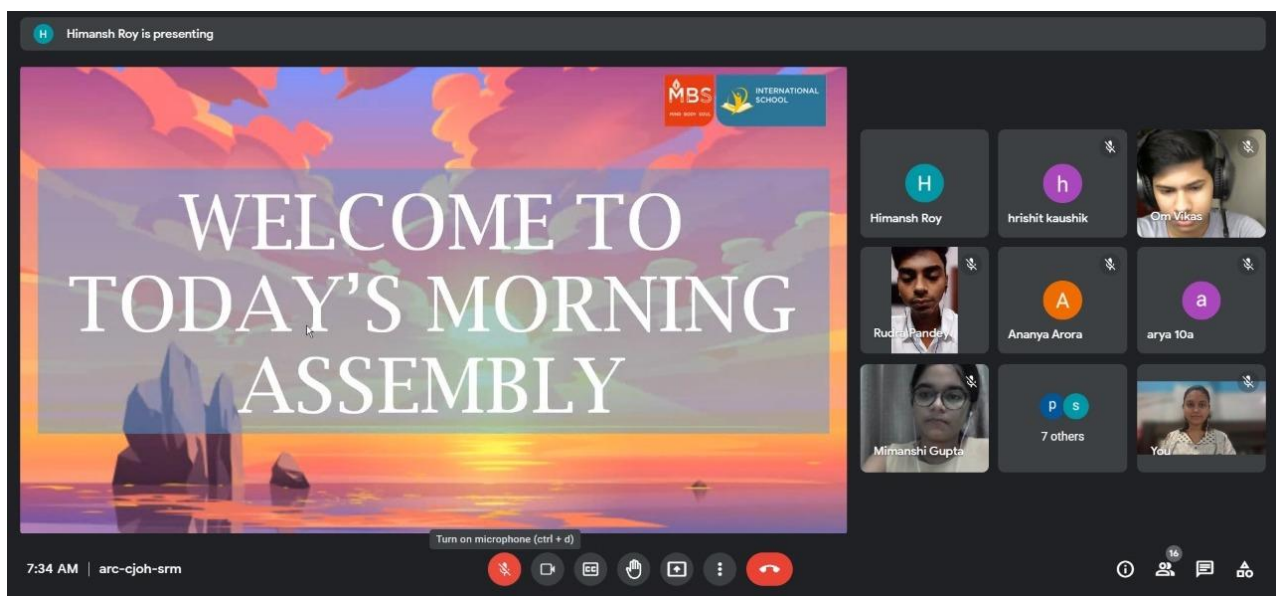 H Himansh Roy is presenting
MBS
MIND BODY SOUL
INTERNATIONAL
SCHOOL
WELCOME TO
TODAY'S MORNING
ASSEMBLY
H
Himansh Roy
h
hrishit kaushik
Om Vikas
Rudra Pandey
A
Ananya Arora
a
arya 10a
Mimanshi Gupta
p s
7 others
You
Turn on microphone (ctrl + d)
7:34 AM | arc-cjoh-srm
CC
16